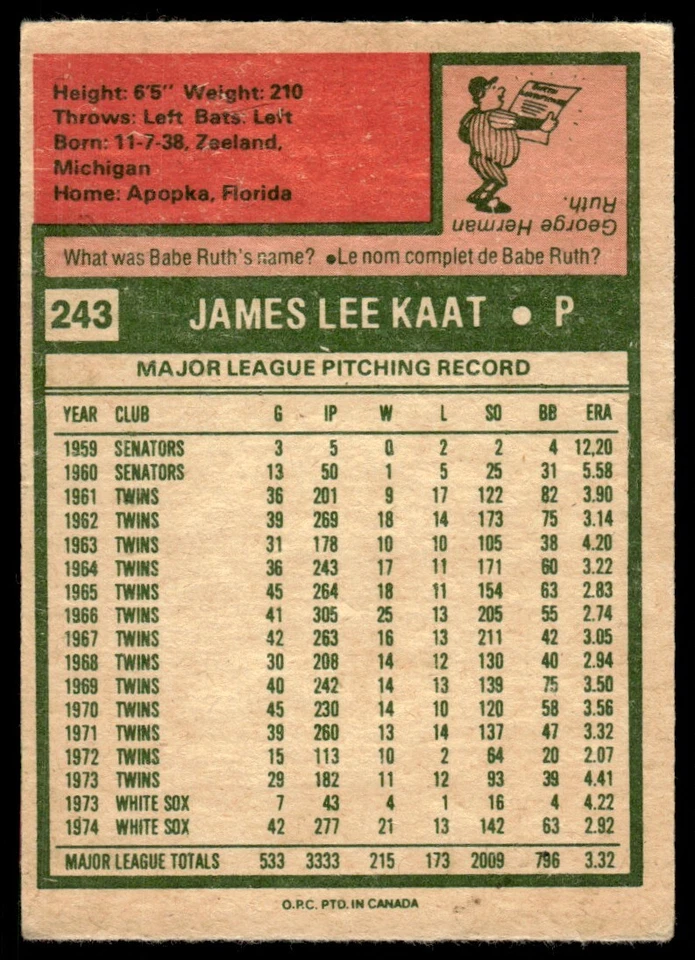 Height: 6'5" Weight: 210
Throws: Left Bats: Left
Born: 11-7-38, Zeeland,
Michigan
Home: Apopka, Florida
George Herman
Ruth.
What was Babe Ruth's name? ●Le nom complet de Babe Ruth?
243 JAMES LEE KAAT ● P
MAJOR LEAGUE PITCHING RECORD
YEAR CLUB G IP W L SO BB ERA
1959 SENATORS 3 5 0 2 2 4 12,20
1960 SENATORS 13 50 1 5 25 31 5.58
1961 TWINS 36 201 9 17 122 82 3.90
1962 TWINS 39 269 18 14 173 75 3.14
1963 TWINS 31 178 10 10 105 38 4.20
1964 TWINS 36 243 17 11 171 60 3.22
1965 TWINS 45 264 18 11 154 63 2.83
1966 TWINS 41 305 25 13 205 55 2.74
1967 TWINS 42 263 16 13 211 42 3.05
1968 TWINS 30 208 14 12 130 40 2.94
1969 TWINS 40 242 14 13 139 75 3.50
1970 TWINS 45 230 14 10 120 58 3.56
1971 TWINS 39 260 13 14 137 47 3.32
1972 TWINS 15 113 10 2 64 20 2.07
1973 TWINS 29 182 11 12 93 39 4.41
1973 WHITE SOX 7 43 4 1 16 4 4.22
1974 WHITE SOX 42 277 21 13 142 63 2.92
MAJOR LEAGUE TOTALS 533 3333 215 173 2009 796 3.32
O.P.C. PTD. IN CANADA